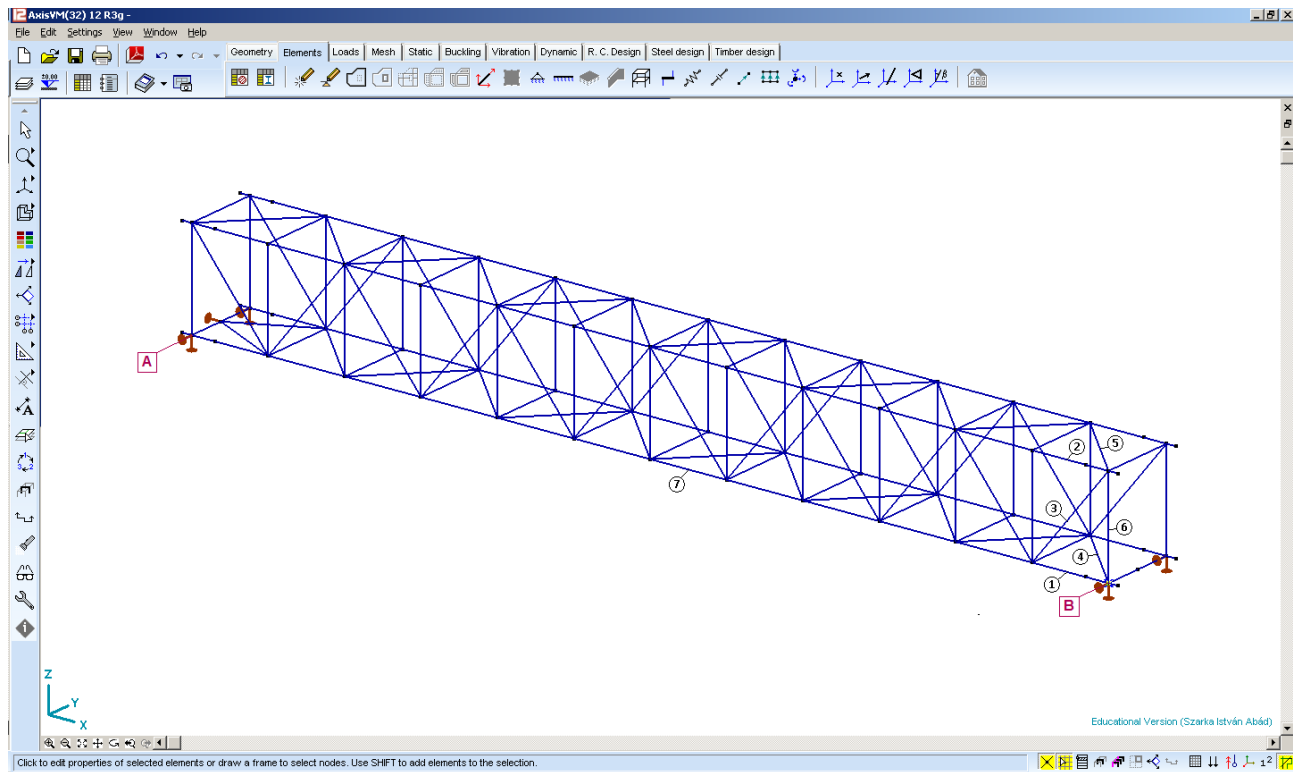 AxisVM(32) 12 R3g -
File Edit Settings View Window Help
Geometry Elements Loads Mesh Static Buckling Vibration Dynamic R. C. Design Steel design Timber design
A
B
1
2
3
4
5
6
7
Z
Y
X
Educational Version (Szarka István Abád)
Click to edit properties of selected elements or draw a frame to select nodes. Use SHIFT to add elements to the selection.